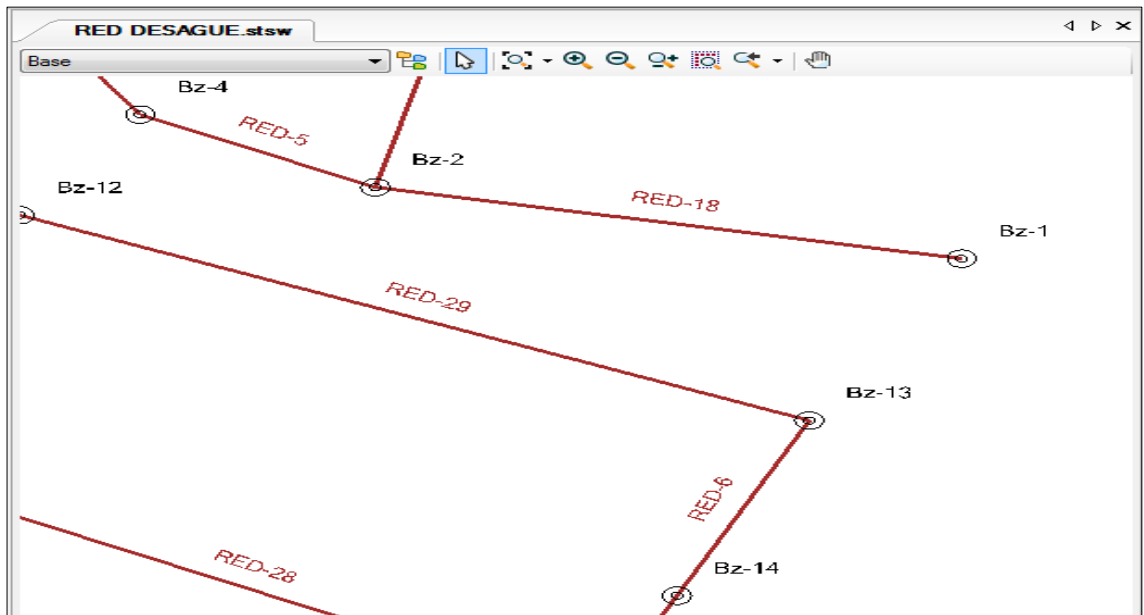 RED DESAGUE.stsw
Base
Bz-4
RED-5
Bz-2
Bz-12
RED-18
Bz-1
RED-29
Bz-13
RED-6
Bz-14
RED-28